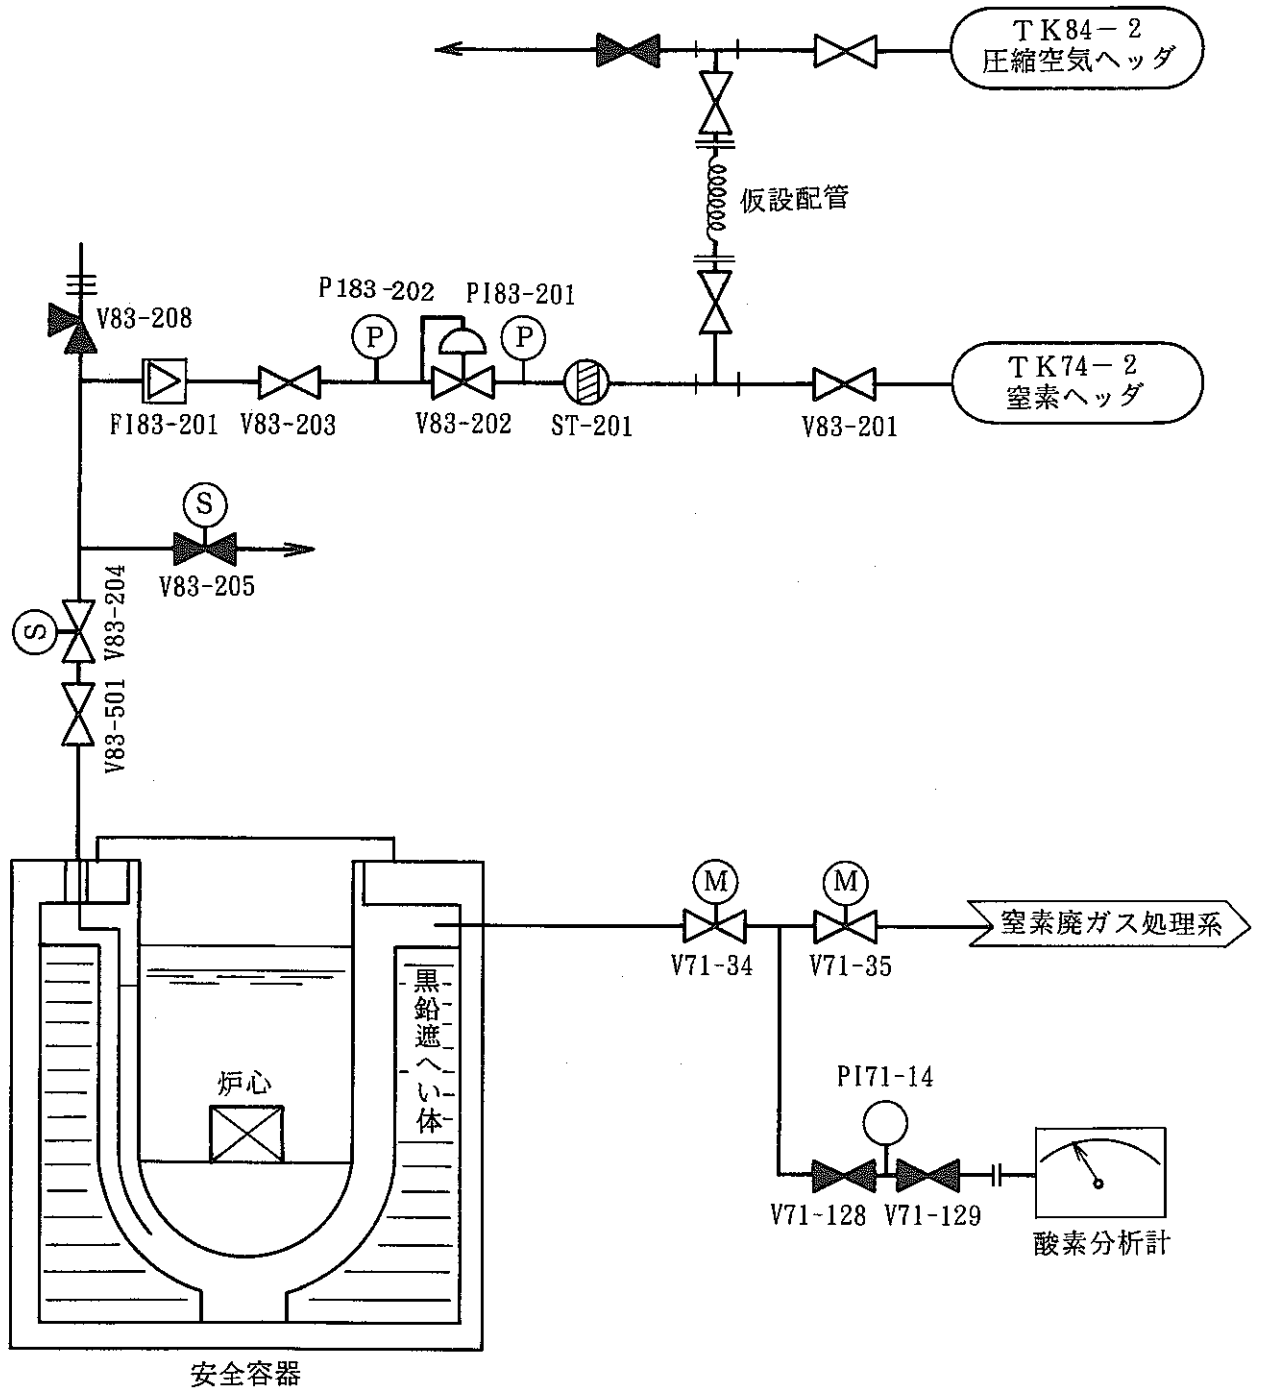 TK84-2
圧縮空気ヘッダ
仮設配管
P183-202
PI83-201
V83-208
P
P
TK74-2
窒素ヘッダ
FI83-201
V83-203
V83-202
ST-201
V83-201
S
V83-205
S
V83-204
V83-501
M
M
窒素廃ガス処理系
V71-34
V71-35
黒鉛遮へい体
炉心
PI71-14
V71-128
V71-129
酸素分析計
安全容器